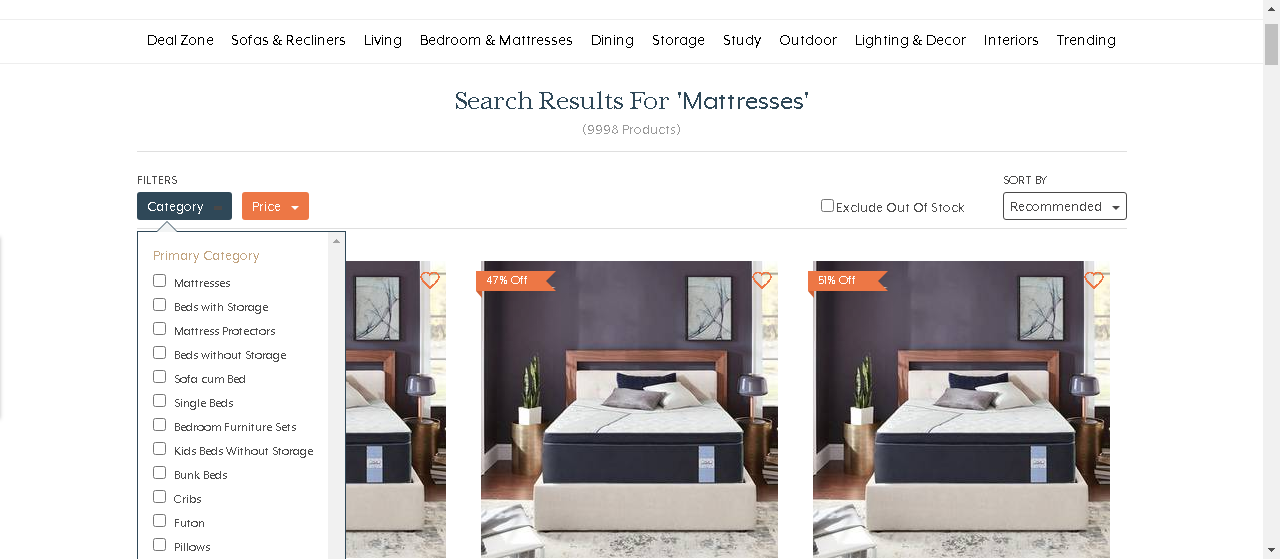 Deal Zone Sofas & Recliners Living Bedroom & Mattresses Dining Storage Study Outdoor Lighting & Decor Interiors Trending
Search Results For 'Mattresses'
(9998 Products)
FILTERS
SORT BY
Category Price Exclude Out Of Stock Recommended
Primary Category
Mattresses
Beds with Storage
Mattress Protectors
Beds without Storage
Sofa cum Bed
Single Beds
Bedroom Furniture Sets
Kids Beds Without Storage
Bunk Beds
Cribs
Futon
Pillows
47% Off
51% Off